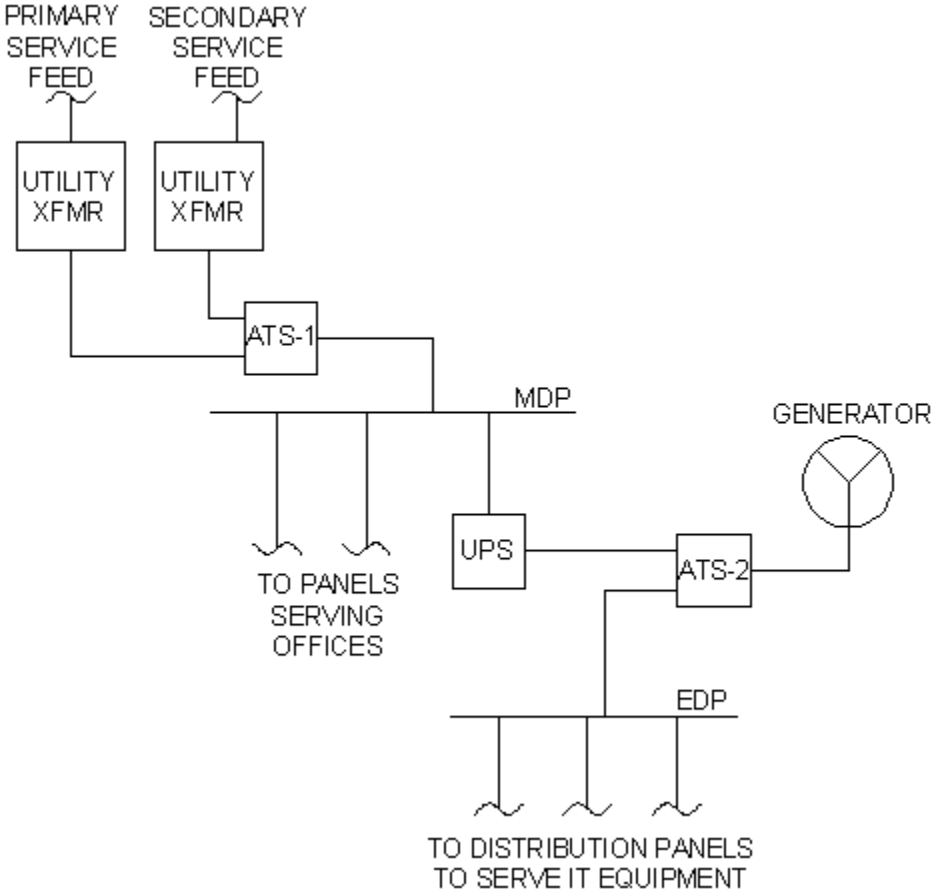 PRIMARY
SERVICE
FEED
SECONDARY
SERVICE
FEED
UTILITY
XFMR
UTILITY
XFMR
ATS-1
MDP
GENERATOR
UPS
ATS-2
TO PANELS
SERVING
OFFICES
EDP
TO DISTRIBUTION PANELS
TO SERVE IT EQUIPMENT